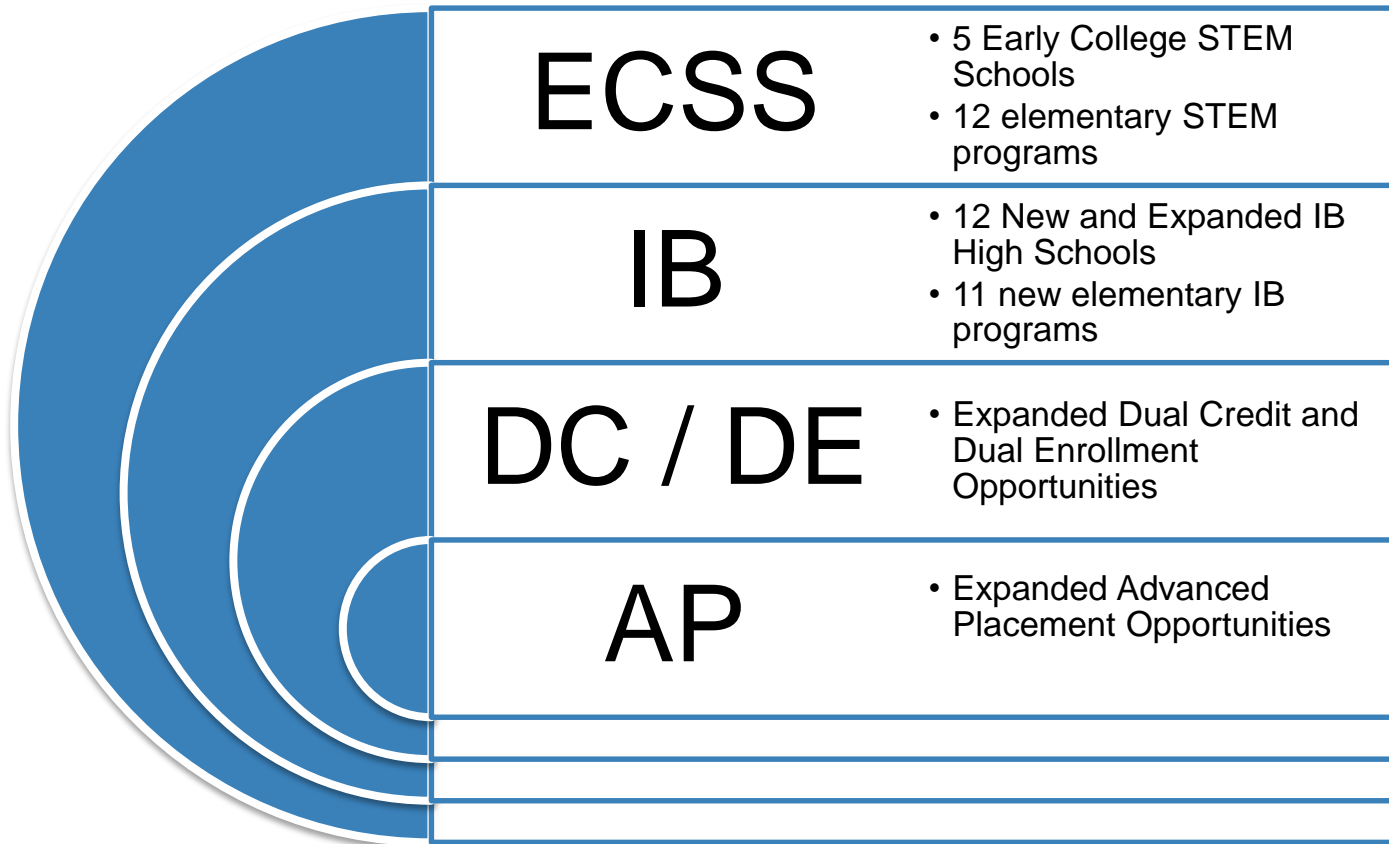 ECSS
• 5 Early College STEM
Schools
• 12 elementary STEM
programs
IB
• 12 New and Expanded IB
High Schools
• 11 new elementary IB
programs
DC / DE
• Expanded Dual Credit and
Dual Enrollment
Opportunities
AP
• Expanded Advanced
Placement Opportunities